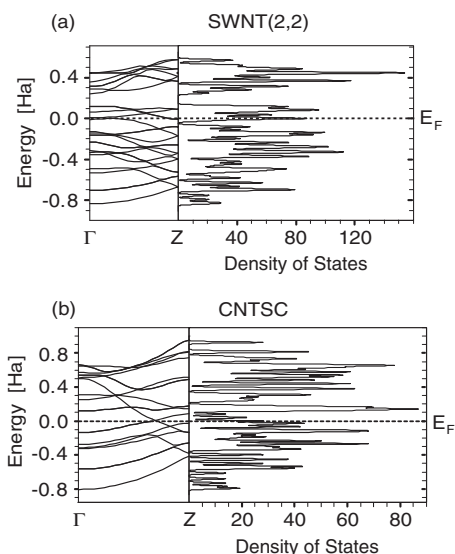 (a) SWNT(2,2)
Energy [Ha]
0.4
0.0
-0.4
-0.8
E_F
Γ Z 40 80 120
Density of States
(b) CNTSC
Energy [Ha]
0.8
0.4
0.0
-0.4
-0.8
E_F
Γ Z 20 40 60 80
Density of States